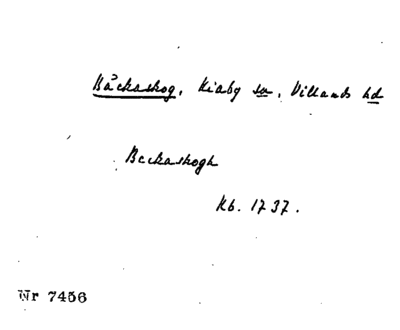 Bäckaskog, Kiaby sn, Villands hd
Beckaskogh
Kb. 1737.
Nr 7456